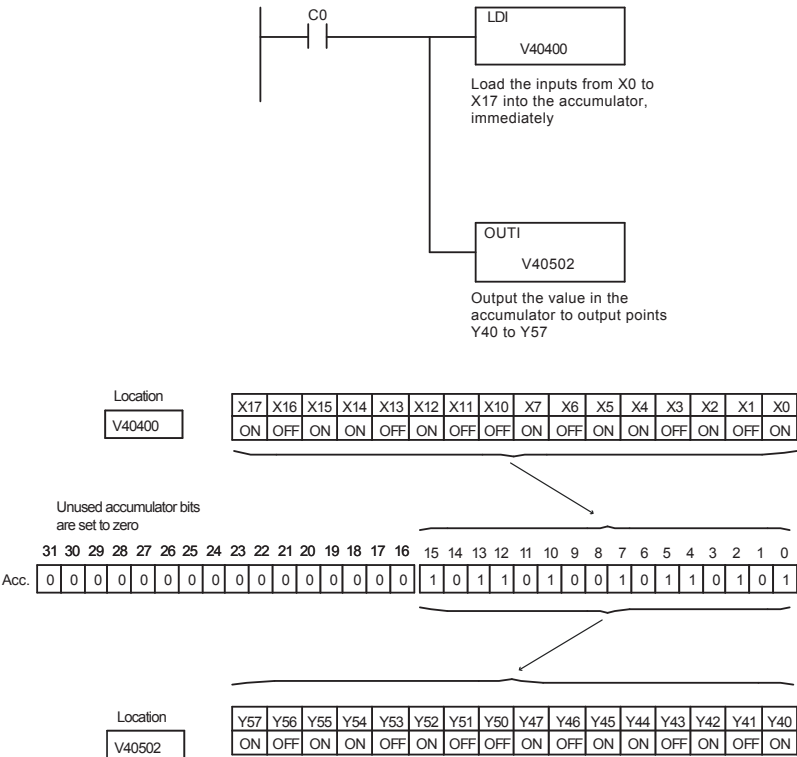 C0
LDI
V40400
Load the inputs from X0 to
X17 into the accumulator,
immediately
OUTI
V40502
Output the value in the
accumulator to output points
Y40 to Y57
Location
V40400
X17 X16 X15 X14 X13 X12 X11 X10 X7 X6 X5 X4 X3 X2 X1 X0
ON OFF ON ON OFF ON OFF OFF ON OFF ON ON OFF ON OFF ON
Unused accumulator bits
are set to zero
31 30 29 28 27 26 25 24 23 22 21 20 19 18 17 16 15 14 13 12 11 10 9 8 7 6 5 4 3 2 1 0
Acc. 0 0 0 0 0 0 0 0 0 0 0 0 0 0 0 0 1 0 1 1 0 1 0 0 1 0 1 1 0 1 0 1
Location
V40502
Y57 Y56 Y55 Y54 Y53 Y52 Y51 Y50 Y47 Y46 Y45 Y44 Y43 Y42 Y41 Y40
ON OFF ON ON OFF ON OFF OFF ON OFF ON ON OFF ON OFF ON